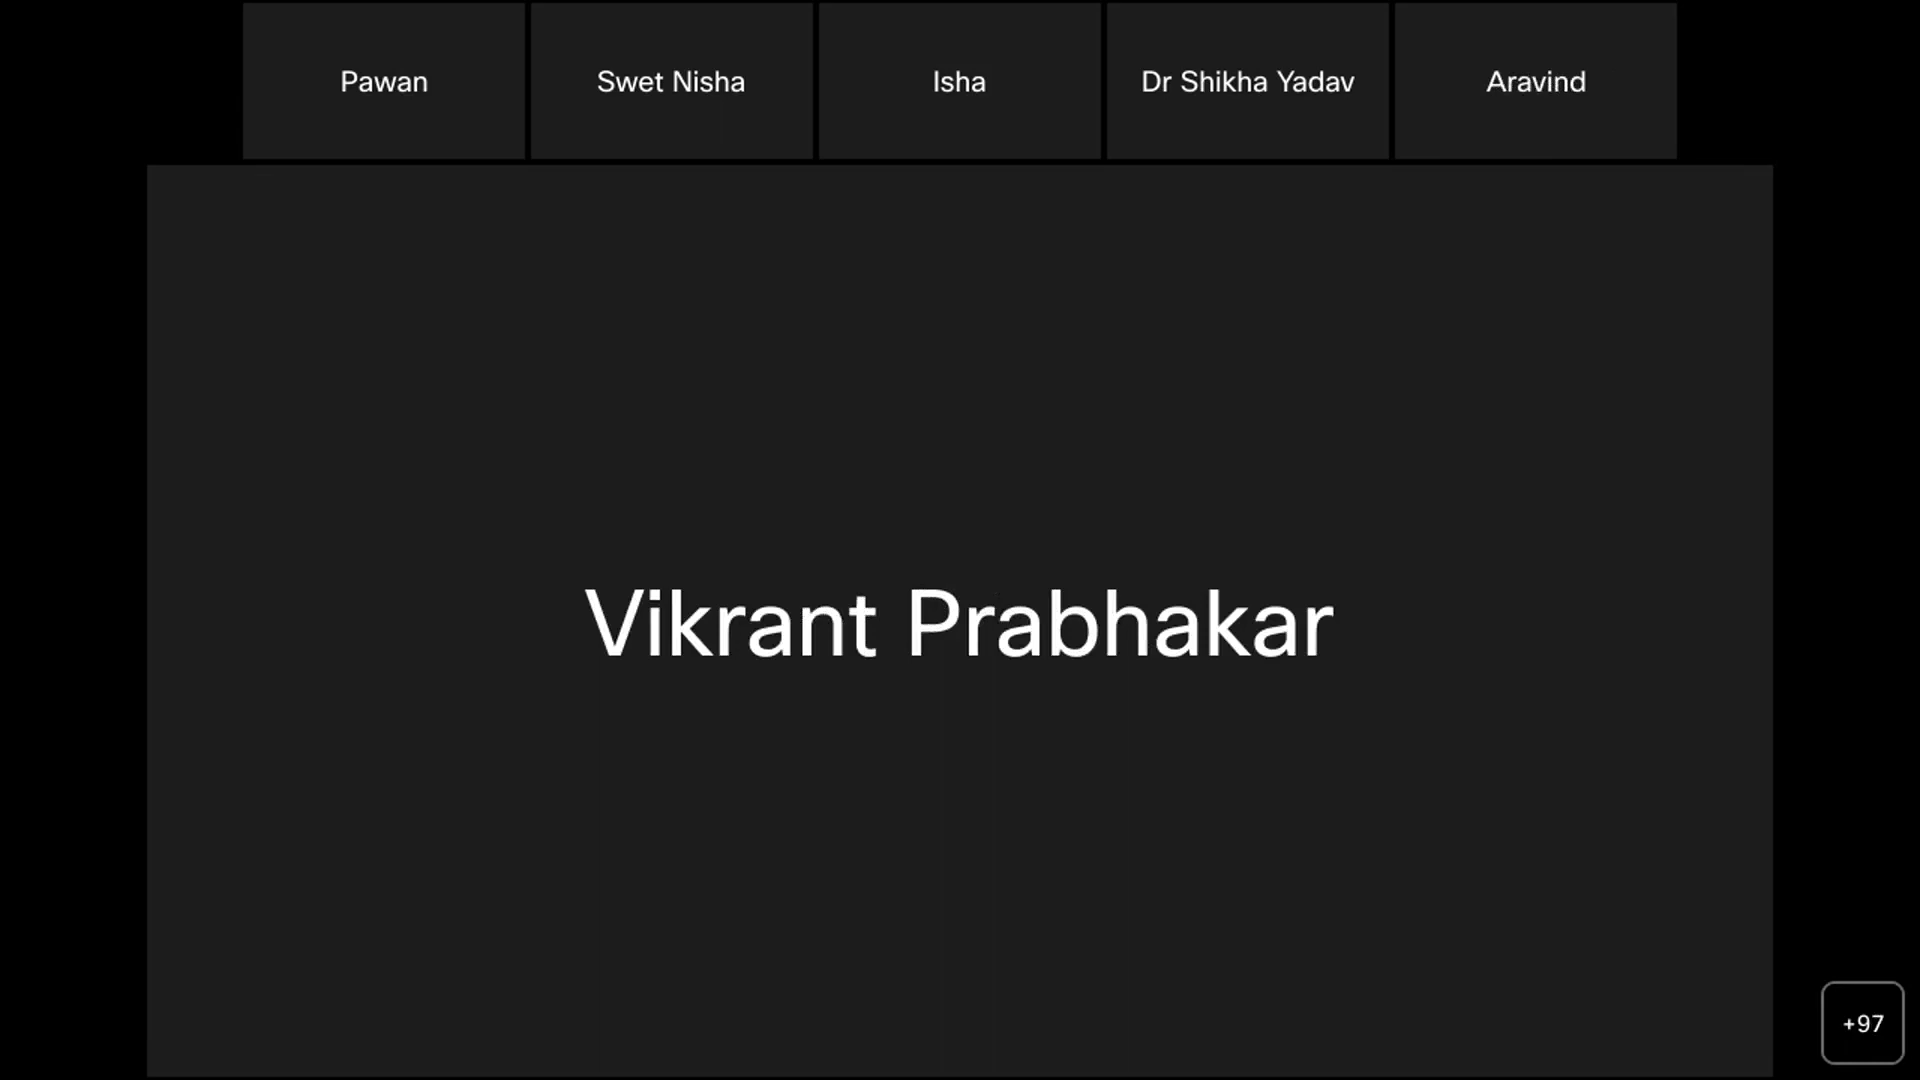 Pawan
Swet Nisha
Isha
Dr Shikha Yadav
Aravind
Vikrant Prabhakar
+97